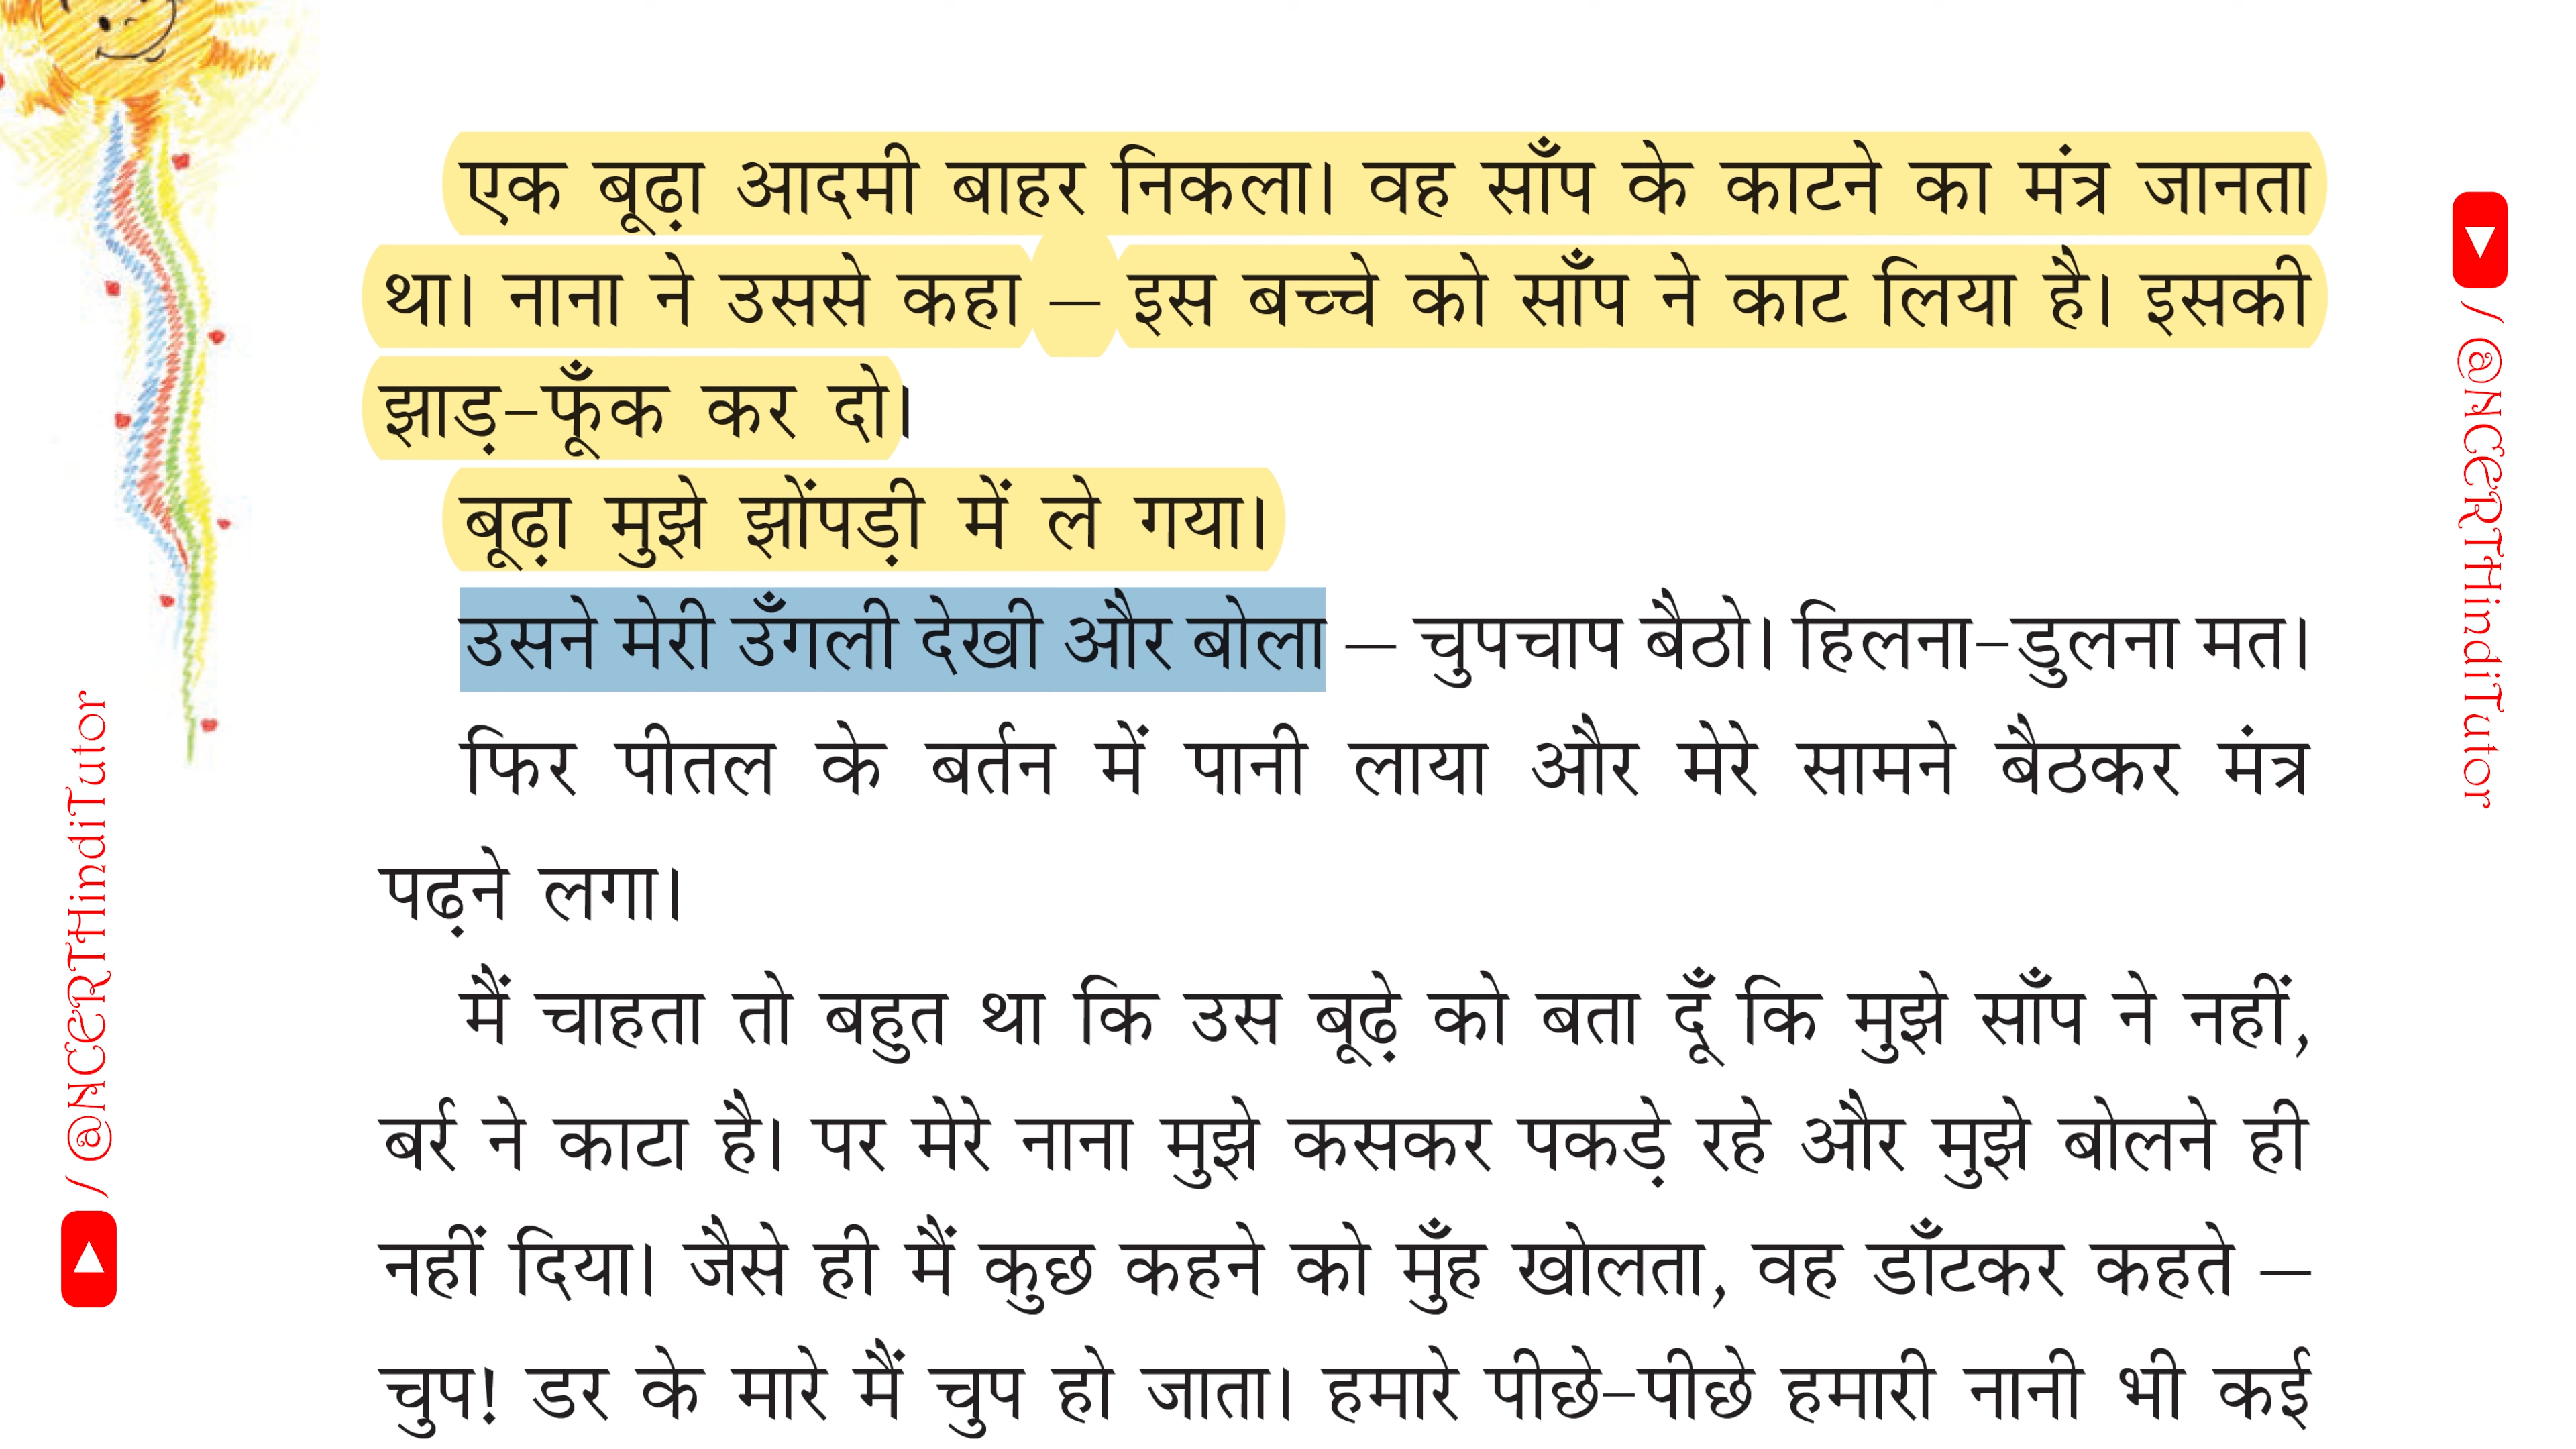 एक बूढ़ा आदमी बाहर निकला। वह साँप के काटने का मंत्र जानता
था। नाना ने उससे कहा – इस बच्चे को साँप ने काट लिया है। इसकी
झाड़-फूँक कर दो।
बूढ़ा मुझे झोंपड़ी में ले गया।
उसने मेरी उँगली देखी और बोला – चुपचाप बैठो। हिलना-डुलना मत।
फिर पीतल के बर्तन में पानी लाया और मेरे सामने बैठकर मंत्र
पढ़ने लगा।
मैं चाहता तो बहुत था कि उस बूढ़े को बता दूँ कि मुझे साँप ने नहीं,
बर्र ने काटा है। पर मेरे नाना मुझे कसकर पकड़े रहे और मुझे बोलने ही
नहीं दिया। जैसे ही मैं कुछ कहने को मुँह खोलता, वह डाँटकर कहते –
चुप! डर के मारे मैं चुप हो जाता। हमारे पीछे-पीछे हमारी नानी भी कई
/ @NCERTHindiTutor
/ @NCERTHindiTutor